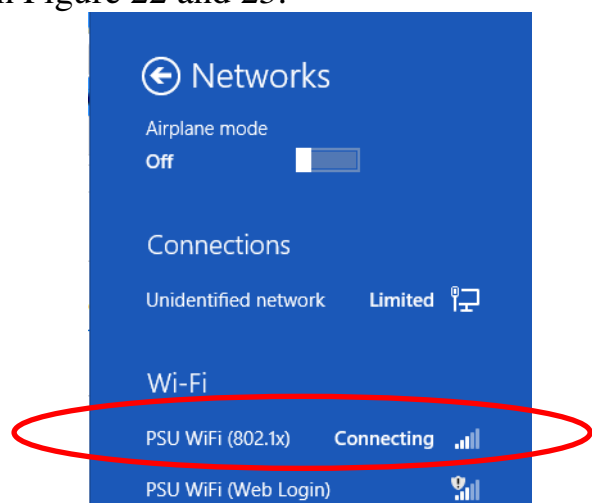 Figure 22 and 23.
Networks
Airplane mode
Off
Connections
Unidentified network Limited
Wi-Fi
PSU WiFi (802.1x) Connecting
PSU WiFi (Web Login)